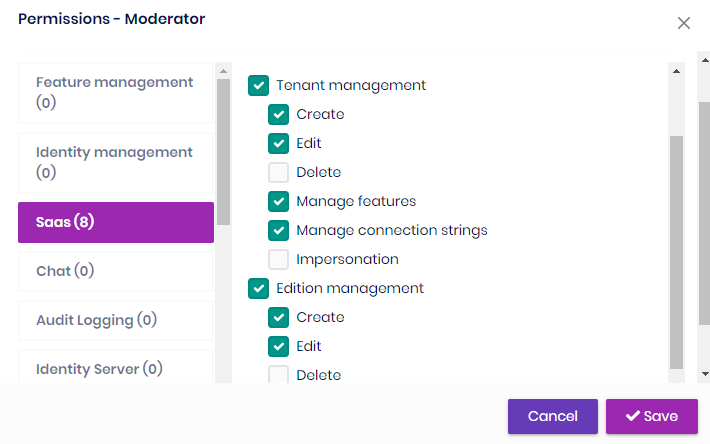 Permissions - Moderator
Feature management
(0)
Identity management
(0)
Saas (8)
Chat (0)
Audit Logging (0)
Identity Server (0)
Tenant management
Create
Edit
Delete
Manage features
Manage connection strings
Impersonation
Edition management
Create
Edit
Delete
Cancel
Save